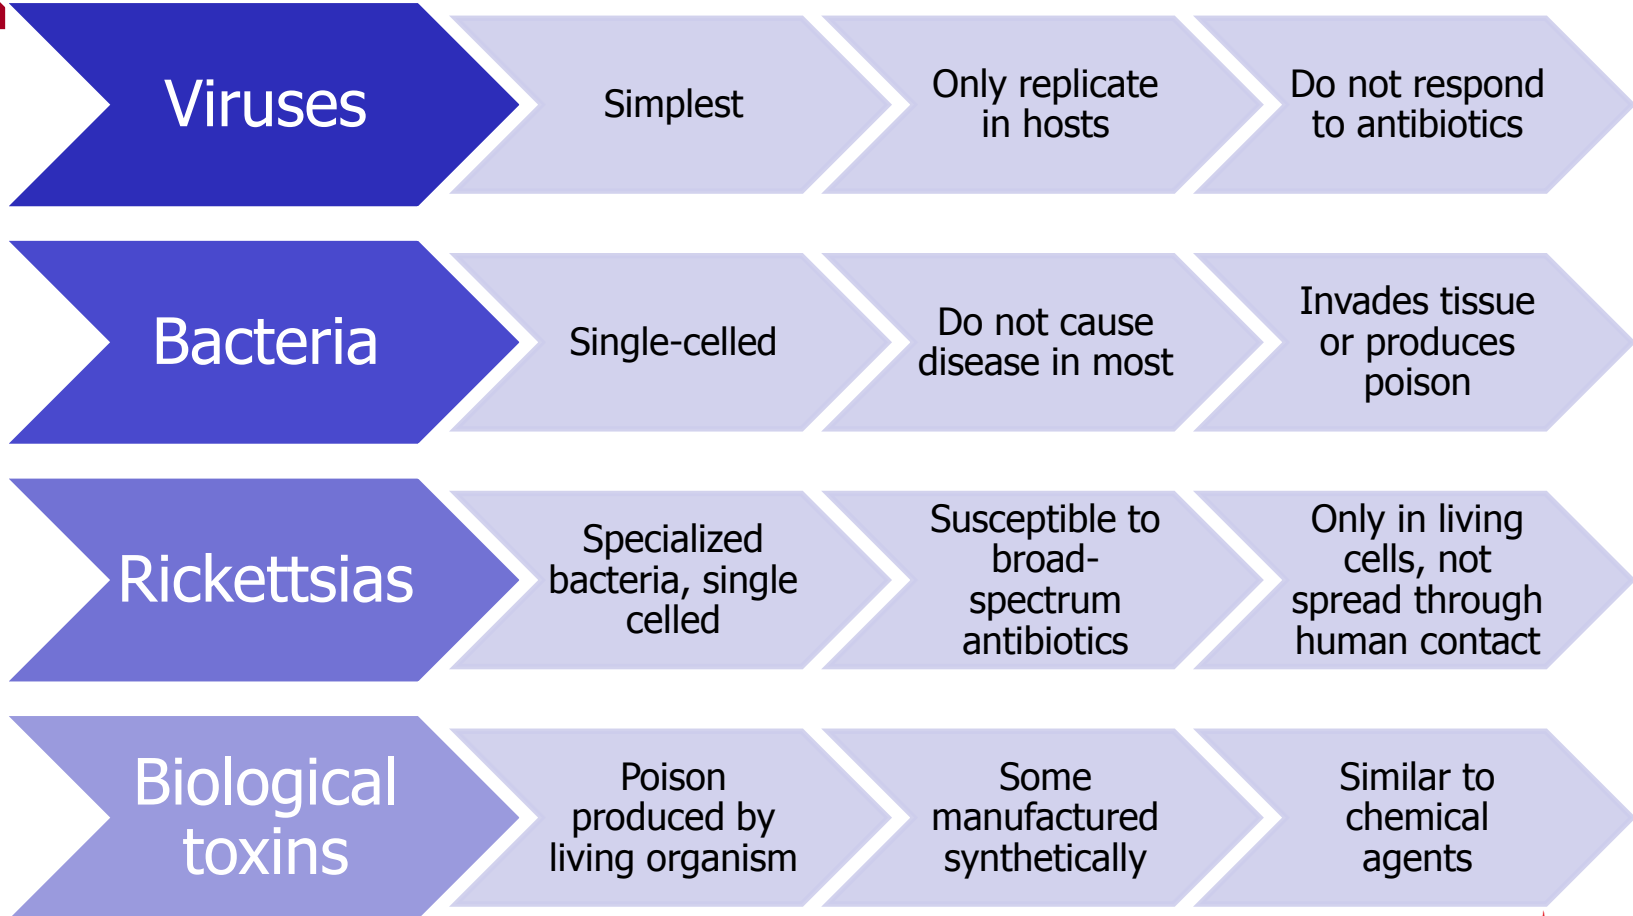 Viruses
Simplest
Only replicate
in hosts
Do not respond
to antibiotics
Bacteria
Single-celled
Do not cause
disease in most
Invades tissue
or produces
poison
Rickettsias
Specialized
bacteria, single
celled
Susceptible to
broad-
spectrum
antibiotics
Only in living
cells, not
spread through
human contact
Biological
toxins
Poison
produced by
living organism
Some
manufactured
synthetically
Similar to
chemical
agents